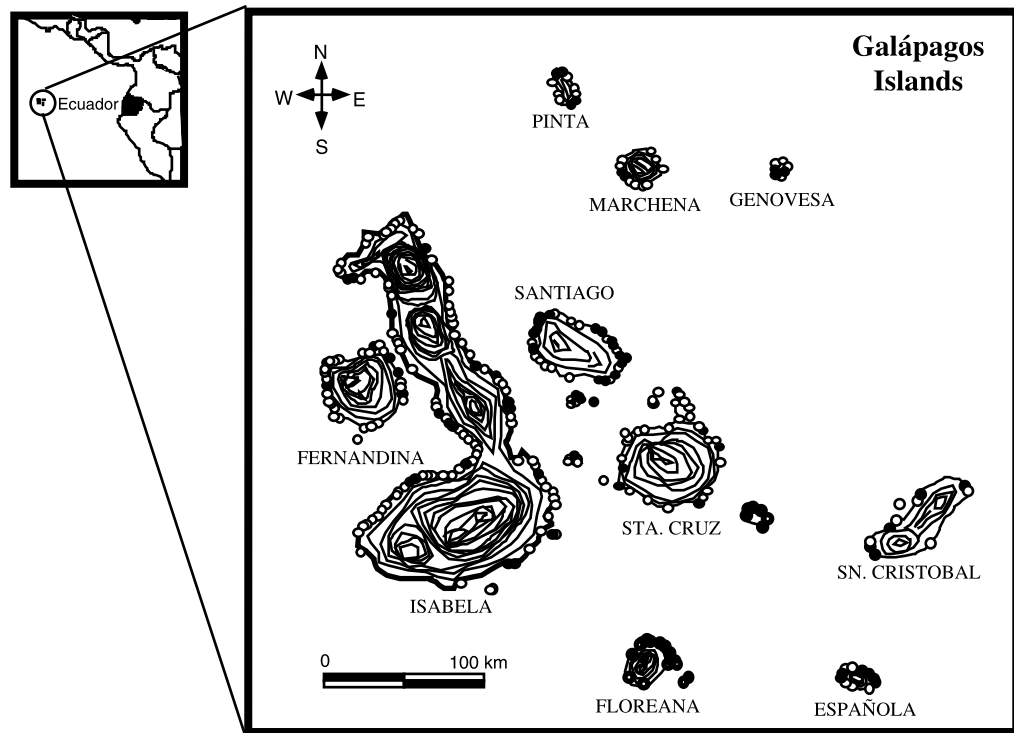 Galápagos
Islands
N
W
E
S
Ecuador
PINTA
MARCHENA
GENOVESA
SANTIAGO
FERNANDINA
STA. CRUZ
SN. CRISTOBAL
ISABELA
0
100 km
FLOREANA
ESPAÑOLA